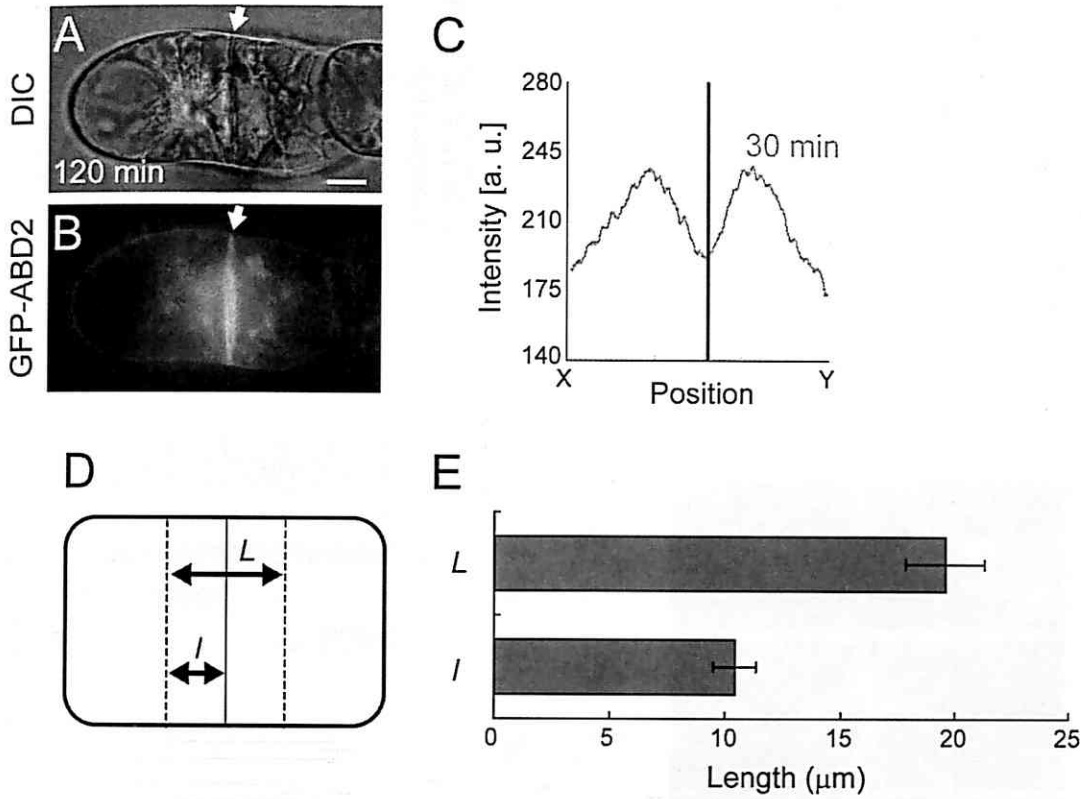 A
DIC
120 min
B
GFP-ABD2
C
280
245
210
175
140
Intensity [a. u.]
30 min
X
Y
Position
D
L
l
E
L
l
0
5
10
15
20
25
Length (μm)